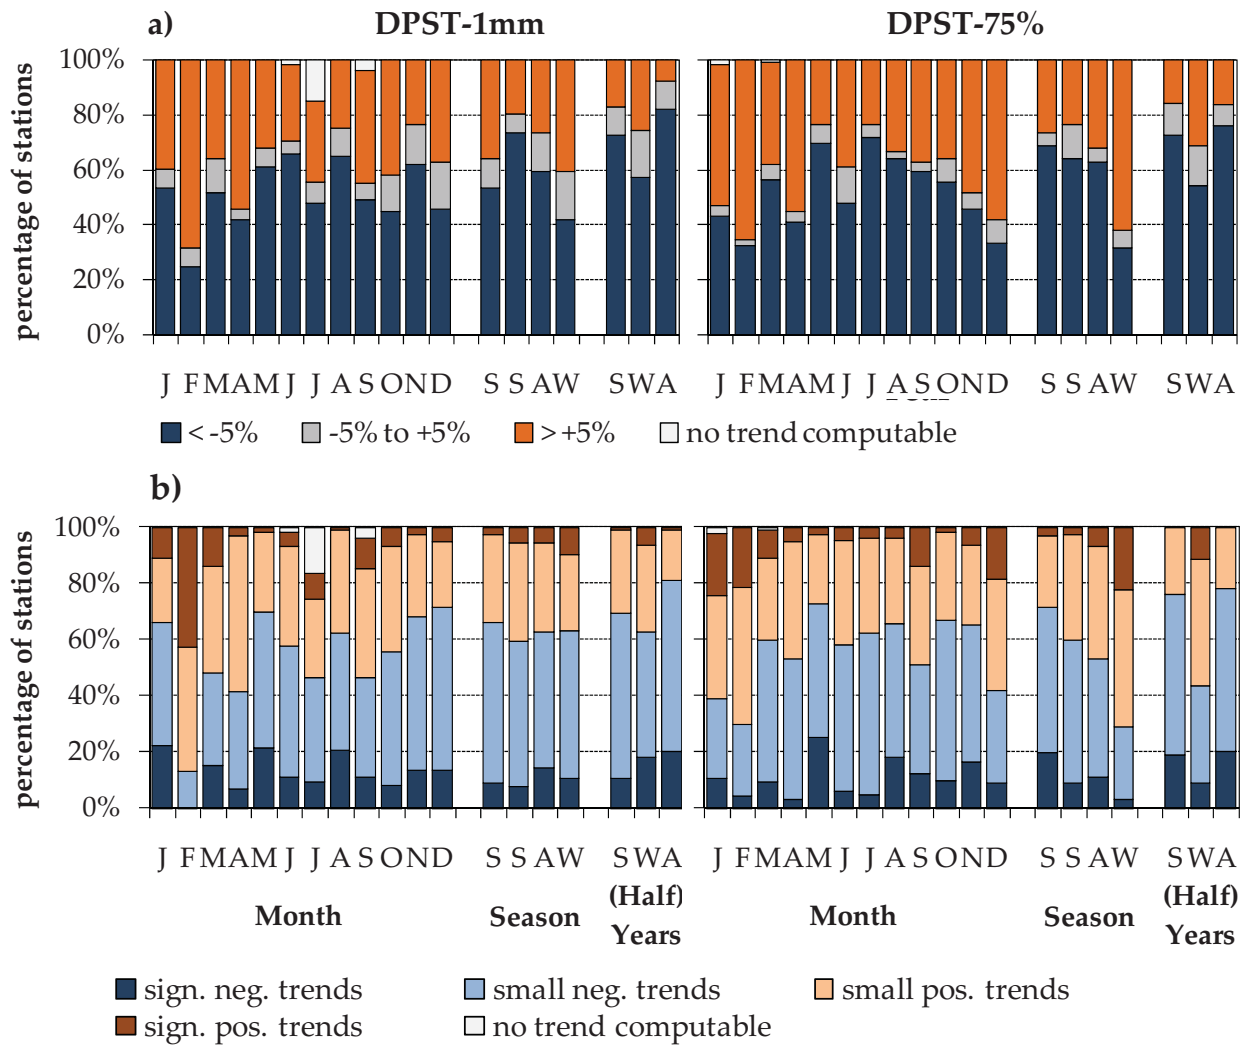 a)
DPST-1mm
DPST-75%
percentage of stations
100%
80%
60%
40%
20%
0%
J F M A M J J A S O N D S S A W S W A
J F M A M J J A S O N D S S A W S W A
< -5% -5% to +5% > +5% no trend computable
b)
percentage of stations
100%
80%
60%
40%
20%
0%
J F M A M J J A S O N D S S A W S W A
J F M A M J J A S O N D S S A W S W A
Month Season (Half) Years
Month Season (Half) Years
sign. neg. trends small neg. trends small pos. trends
sign. pos. trends no trend computable